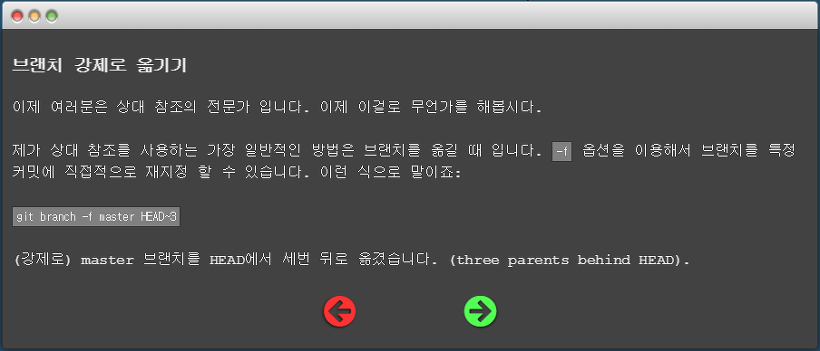 브랜치 강제로 옮기기
이제 여러분은 상대 참조의 전문가 입니다. 이제 이걸로 무언가를 해봅시다.
제가 상대 참조를 사용하는 가장 일반적인 방법은 브랜치를 옮길 때 입니다. -f 옵션을 이용해서 브랜치를 특정
커밋에 직접적으로 재지정 할 수 있습니다. 이런 식으로 말이죠:
git branch -f master HEAD~3
(강제로) master 브랜치를 HEAD에서 세번 뒤로 옮겼습니다. (three parents behind HEAD).